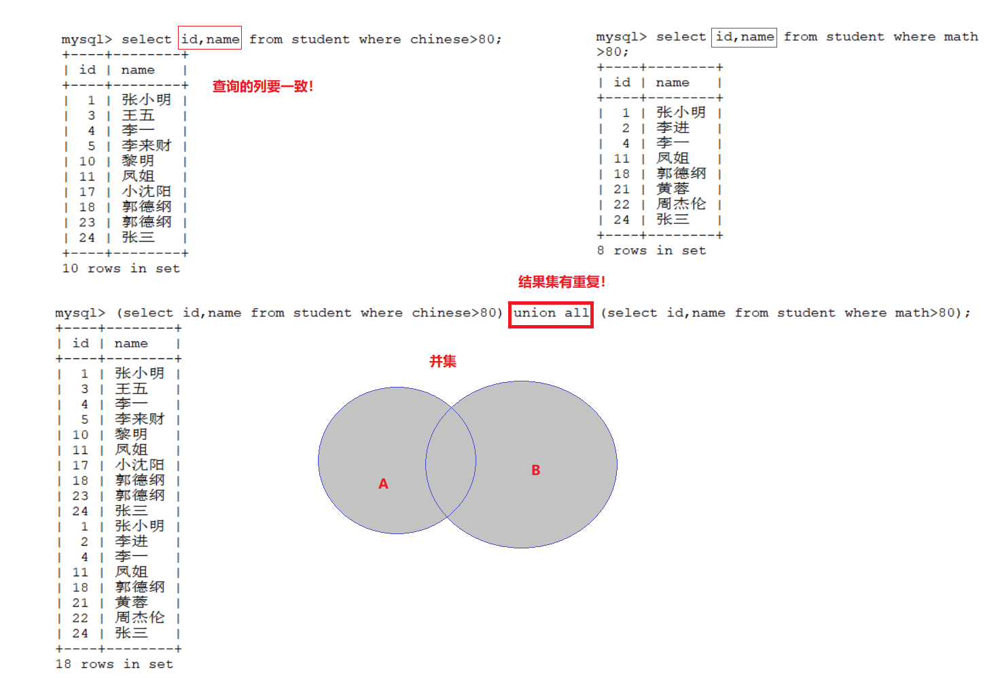 mysql> select id,name from student where chinese>80;
+----+--------+
| id | name   |
+----+--------+
|  1 | 张小明 |
|  3 | 王五   |
|  4 | 李一   |
|  5 | 李来财 |
| 10 | 黎明   |
| 11 | 凤姐   |
| 17 | 小沈阳 |
| 18 | 郭德纲 |
| 23 | 郭德纲 |
| 24 | 张三   |
+----+--------+
10 rows in set
查询的列要一致！
mysql> select id,name from student where math
>80;
+----+--------+
| id | name   |
+----+--------+
|  1 | 张小明 |
|  2 | 李进   |
|  4 | 李一   |
| 11 | 凤姐   |
| 18 | 郭德纲 |
| 21 | 黄蓉   |
| 22 | 周杰伦 |
| 24 | 张三   |
+----+--------+
8 rows in set
结果集有重复！
mysql> (select id,name from student where chinese>80) union all (select id,name from student where math>80);
+----+--------+
| id | name   |
+----+--------+
|  1 | 张小明 |
|  3 | 王五   |
|  4 | 李一   |
|  5 | 李来财 |
| 10 | 黎明   |
| 11 | 凤姐   |
| 17 | 小沈阳 |
| 18 | 郭德纲 |
| 23 | 郭德纲 |
| 24 | 张三   |
|  1 | 张小明 |
|  2 | 李进   |
|  4 | 李一   |
| 11 | 凤姐   |
| 18 | 郭德纲 |
| 21 | 黄蓉   |
| 22 | 周杰伦 |
| 24 | 张三   |
+----+--------+
18 rows in set
并集
A
B